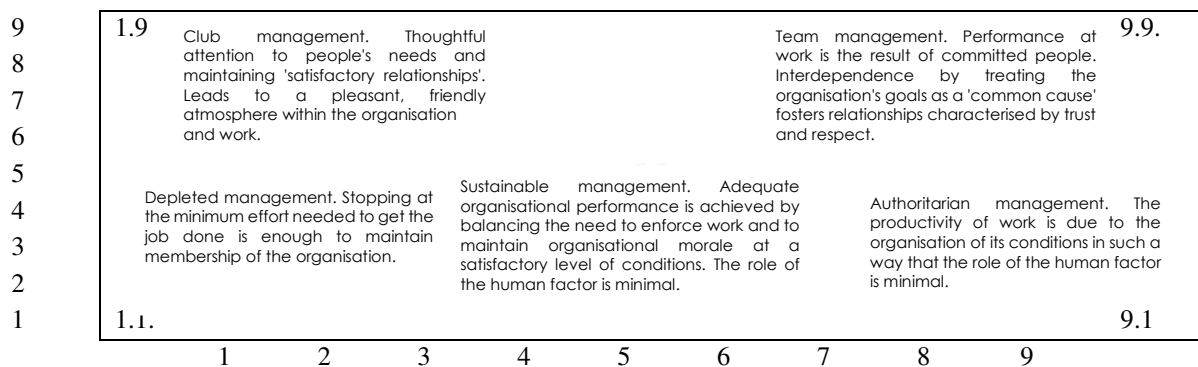 9
8
7
6
5
4
3
2
1
1.9
Club management. Thoughtful
attention to people's needs and
maintaining 'satisfactory relationships'.
Leads to a pleasant, friendly
atmosphere within the organisation
and work.
Team management. Performance at
work is the result of committed people.
Interdependence by treating the
organisation's goals as a 'common cause'
fosters relationships characterised by trust
and respect.
9.9.
Depleted management. Stopping at
the minimum effort needed to get the
job done is enough to maintain
membership of the organisation.
Sustainable management. Adequate
organisational performance is achieved by
balancing the need to enforce work and to
maintain organisational morale at a
satisfactory level of conditions. The role of
the human factor is minimal.
Authoritarian management. The
productivity of work is due to the
organisation of its conditions in such a
way that the role of the human factor
is minimal.
1.1.
9.1
1 2 3 4 5 6 7 8 9